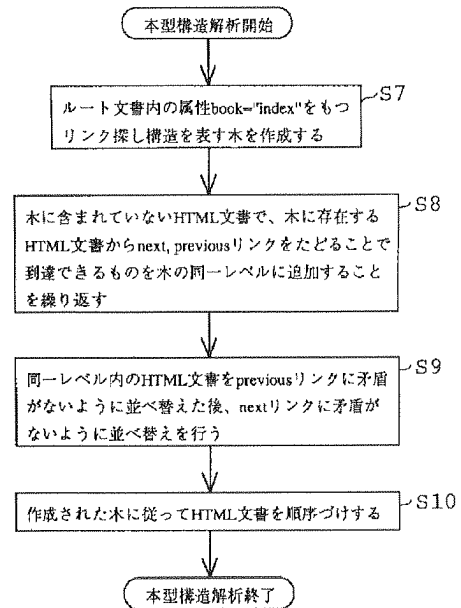 本型構造解析開始
S7
ルート文書内の属性book="index"をもつ
リンク探し構造を表す木を作成する
S8
木に含まれていないHTML文書で、木に存在する
HTML文書からnext, previousリンクをたどることで
到達できるものを木の同一レベルに追加すること
を繰り返す
S9
同一レベル内のHTML文書をpreviousリンクに矛盾
がないように並べ替えた後、nextリンクに矛盾が
ないように並べ替えを行う
S10
作成された木に従ってHTML文書を順序づけする
本型構造解析終了